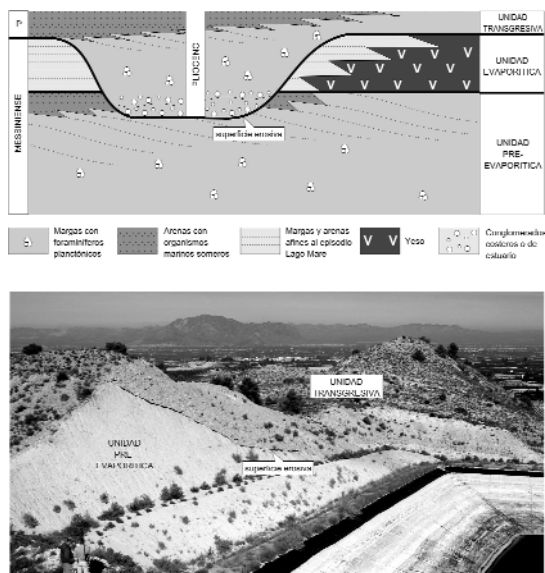 P
MESSINIENSE
PLIOCENO
superficie erosiva
UNIDAD
TRANSGRESIVA
UNIDAD
EVAPORÍTICA
UNIDAD
PRE-
EVAPORÍTICA
Margas con
foraminíferos
planctónicos
Arenas con
organismos
marinos someros
Margas y arenas
afines al episodio
Lago Mare
V V
Yeso
Conglomerados
costeros o de
estuario
UNIDAD
TRANSGRESIVA
UNIDAD
PRE
EVAPORÍTICA
superficie erosiva